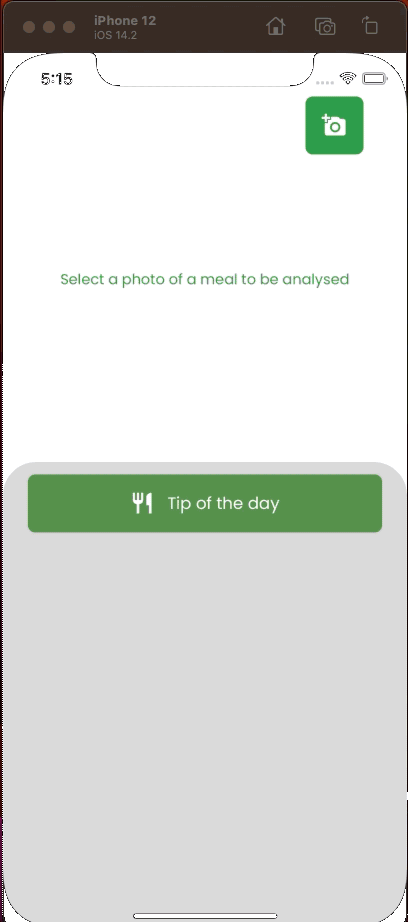 iPhone 12
iOS 14.2
5:15
Select a photo of a meal to be analysed
Tip of the day